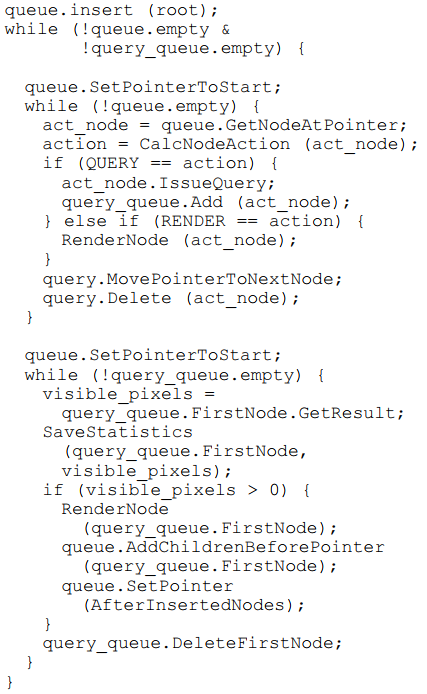 queue.insert (root);
while (!queue.empty &
!query_queue.empty) {
queue.SetPointerToStart;
while (!queue.empty) {
act_node = queue.GetNodeAtPointer;
action = CalcNodeAction (act_node);
if (QUERY == action) {
act_node.IssueQuery;
query_queue.Add (act_node);
} else if (RENDER == action) {
RenderNode (act_node);
}
query.MovePointerToNextNode;
query.Delete (act_node);
}
queue.SetPointerToStart;
while (!query_queue.empty) {
visible_pixels =
query_queue.FirstNode.GetResult;
SaveStatistics
(query_queue.FirstNode,
visible_pixels);
if (visible_pixels > 0) {
RenderNode
(query_queue.FirstNode);
queue.AddChildrenBeforePointer
(query_queue.FirstNode);
queue.SetPointer
(AfterInsertedNodes);
}
query_queue.DeleteFirstNode;
}
}